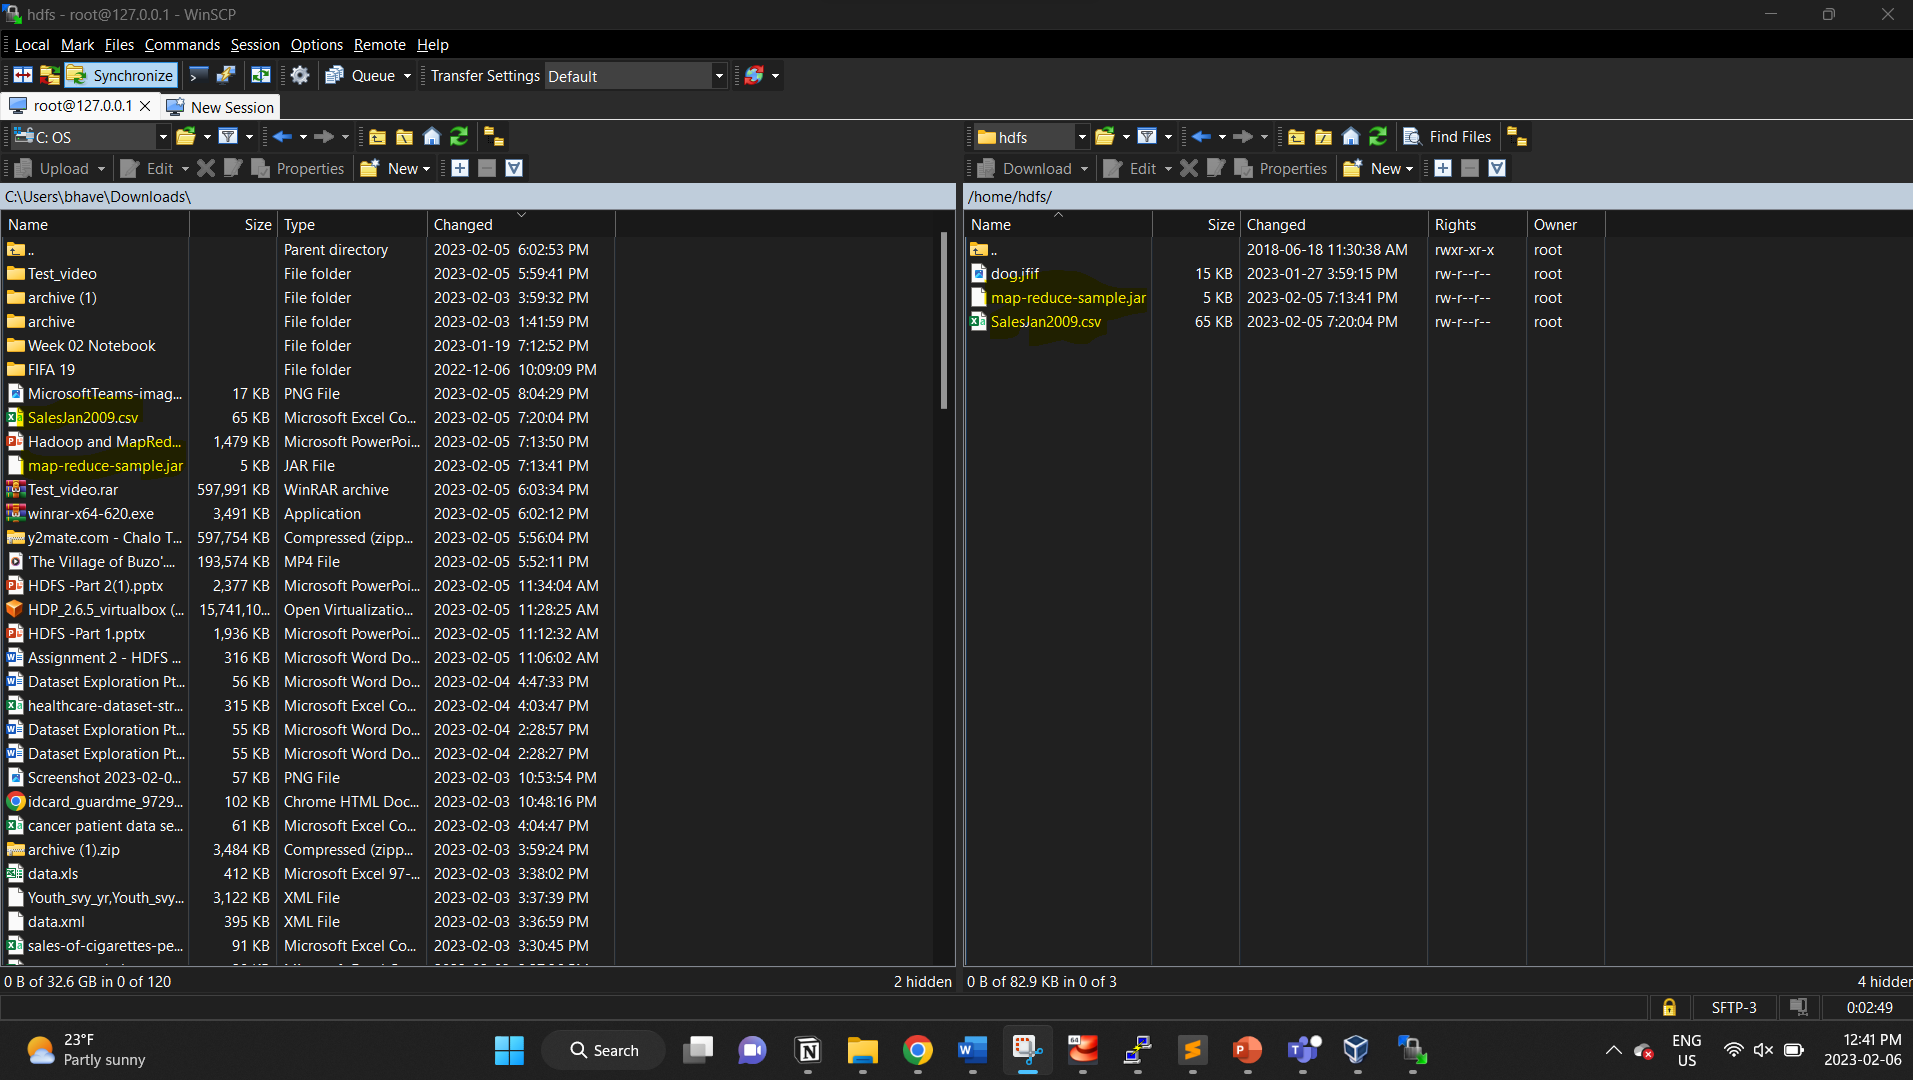 hdfs - root@127.0.0.1 - WinSCP
Local Mark Files Commands Session Options Remote Help
Synchronize Queue Transfer Settings Default
root@127.0.0.1 New Session
C: OS
hdfs Find Files
Upload Edit Properties New
Download Edit Properties New
C:\Users\bhave\Downloads\
/home/hdfs/
Name Size Type Changed
.. Parent directory 2023-02-05 6:02:53 PM
Test_video File folder 2023-02-05 5:59:41 PM
archive (1) File folder 2023-02-03 3:59:32 PM
archive File folder 2023-02-03 1:41:59 PM
Week 02 Notebook File folder 2023-01-19 7:12:52 PM
FIFA 19 File folder 2022-12-06 10:09:09 PM
MicrosoftTeams-imag... 17 KB PNG File 2023-02-05 8:04:29 PM
SalesJan2009.csv 65 KB Microsoft Excel Co... 2023-02-05 7:20:04 PM
Hadoop and MapRed... 1,479 KB Microsoft PowerPoi... 2023-02-05 7:13:50 PM
map-reduce-sample.jar 5 KB JAR File 2023-02-05 7:13:41 PM
Test_video.rar 597,991 KB WinRAR archive 2023-02-05 6:03:34 PM
winrar-x64-620.exe 3,491 KB Application 2023-02-05 6:02:12 PM
y2mate.com - Chalo T... 597,754 KB Compressed (zipp... 2023-02-05 5:56:04 PM
'The Village of Buzo'.... 193,574 KB MP4 File 2023-02-05 5:52:11 PM
HDFS -Part 2(1).pptx 2,377 KB Microsoft PowerPoi... 2023-02-05 11:34:04 AM
HDP_2.6.5_virtualbox (... 15,741,10... Open Virtualizatio... 2023-02-05 11:28:25 AM
HDFS -Part 1.pptx 1,936 KB Microsoft PowerPoi... 2023-02-05 11:12:32 AM
Assignment 2 - HDFS ... 316 KB Microsoft Word Do... 2023-02-05 11:06:02 AM
Dataset Exploration Pt... 56 KB Microsoft Word Do... 2023-02-04 4:47:33 PM
healthcare-dataset-str... 315 KB Microsoft Excel Co... 2023-02-04 4:03:47 PM
Dataset Exploration Pt... 55 KB Microsoft Word Do... 2023-02-04 2:28:57 PM
Dataset Exploration Pt... 55 KB Microsoft Word Do... 2023-02-04 2:28:27 PM
Screenshot 2023-02-0... 57 KB PNG File 2023-02-03 10:53:54 PM
idcard_guardme_9729... 102 KB Chrome HTML Doc... 2023-02-03 10:48:16 PM
cancer patient data se... 61 KB Microsoft Excel Co... 2023-02-03 4:04:47 PM
archive (1).zip 3,484 KB Compressed (zipp... 2023-02-03 3:59:24 PM
data.xls 412 KB Microsoft Excel 97-... 2023-02-03 3:38:02 PM
Youth_svy_yr,Youth_svy... 3,122 KB XML File 2023-02-03 3:37:39 PM
data.xml 395 KB XML File 2023-02-03 3:36:59 PM
sales-of-cigarettes-pe... 91 KB Microsoft Excel Co... 2023-02-03 3:30:45 PM
0 B of 32.6 GB in 0 of 120 2 hidden
Name Size Changed Rights Owner
.. 2018-06-18 11:30:38 AM rwxr-xr-x root
dog.jfif 15 KB 2023-01-27 3:59:15 PM rw-r--r-- root
map-reduce-sample.jar 5 KB 2023-02-05 7:13:41 PM rw-r--r-- root
SalesJan2009.csv 65 KB 2023-02-05 7:20:04 PM rw-r--r-- root
0 B of 82.9 KB in 0 of 3 4 hidden
SFTP-3 0:02:49
23°F
Partly sunny
Search
ENG
US
12:41 PM
2023-02-06